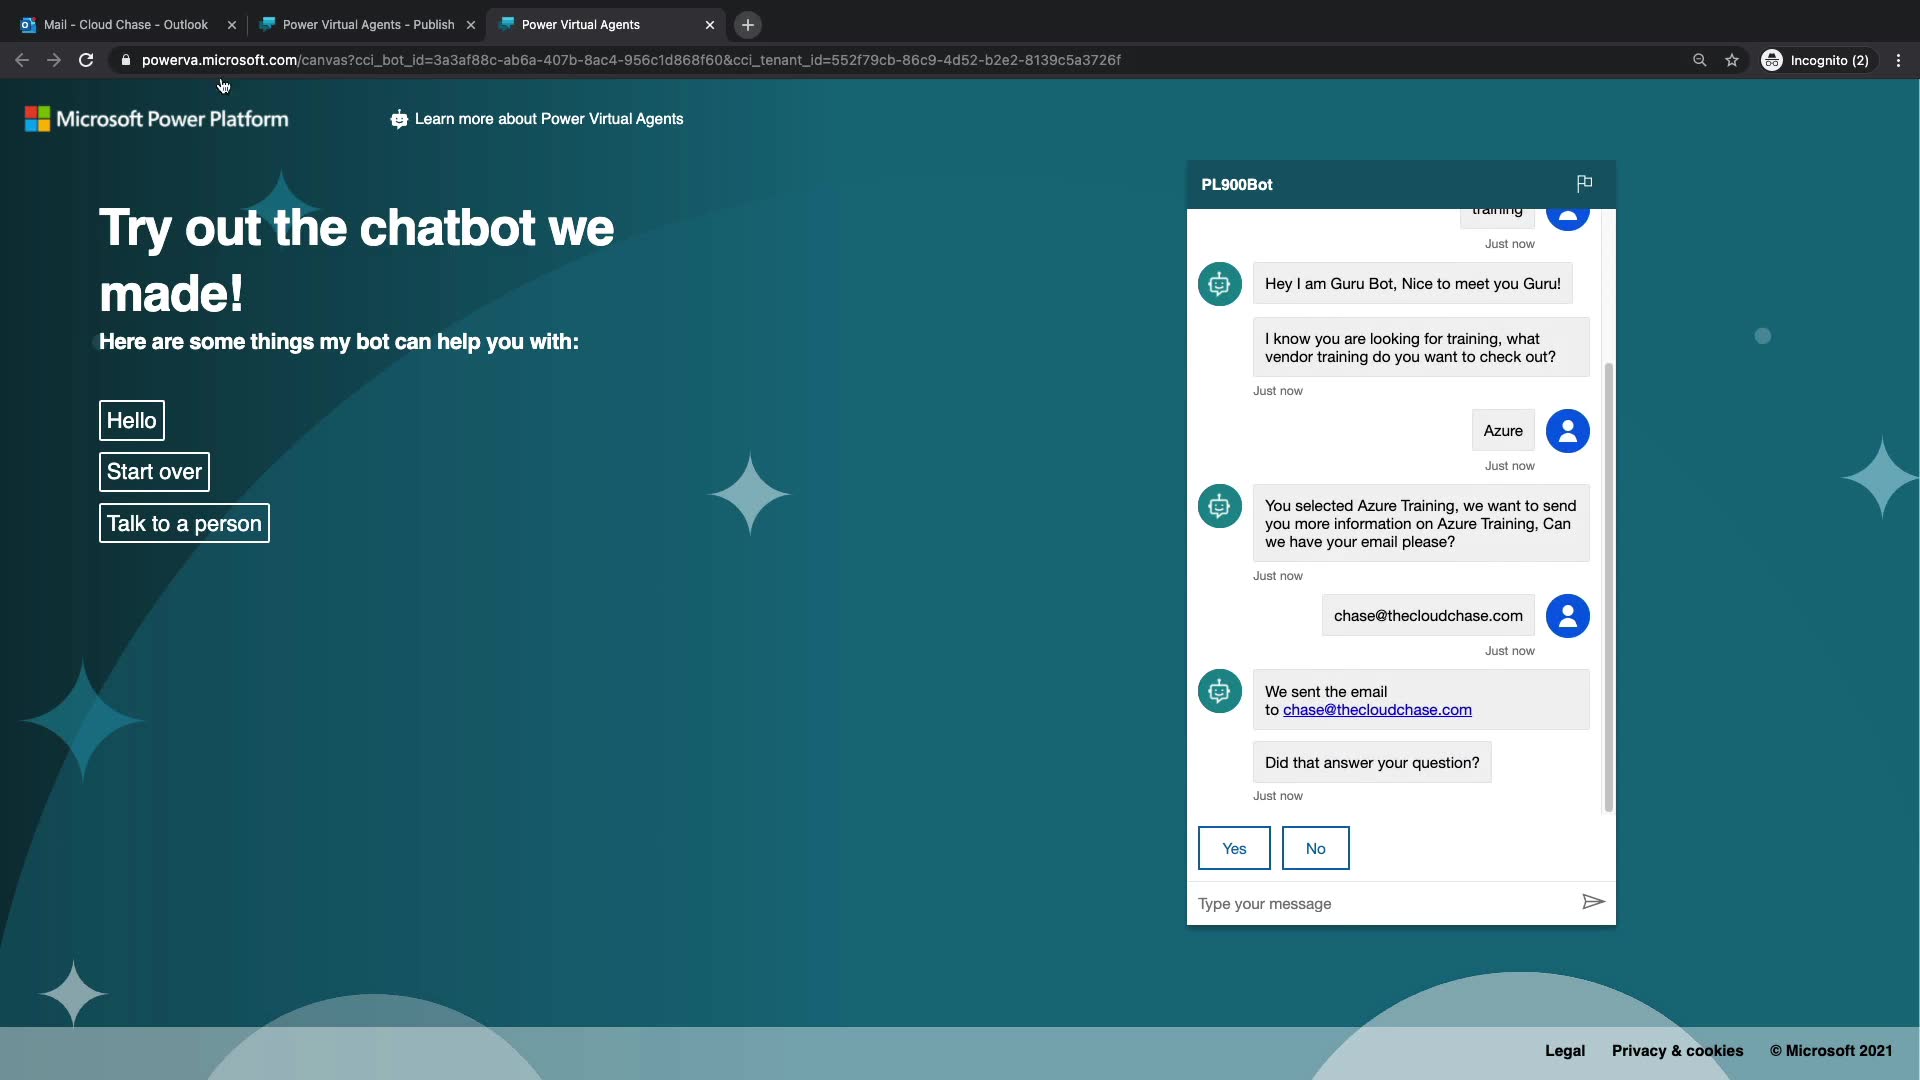 Mail - Cloud Chase - Outlook
Power Virtual Agents - Publish
Power Virtual Agents
powerva.microsoft.com/canvas?cci_bot_id=3a3af88c-ab6a-407b-8ac4-956c1d868f60&cci_tenant_id=552f79cb-86c9-4d52-b2e2-8139c5a3726f
Incognito (2)
Microsoft Power Platform
Learn more about Power Virtual Agents
Try out the chatbot we
made!
Here are some things my bot can help you with:
Hello
Start over
Talk to a person
PL900Bot
training
Just now
Hey I am Guru Bot, Nice to meet you Guru!
I know you are looking for training, what
vendor training do you want to check out?
Just now
Azure
Just now
You selected Azure Training, we want to send
you more information on Azure Training, Can
we have your email please?
Just now
chase@thecloudchase.com
Just now
We sent the email
to chase@thecloudchase.com
Did that answer your question?
Just now
Yes
No
Type your message
Legal
Privacy & cookies
© Microsoft 2021